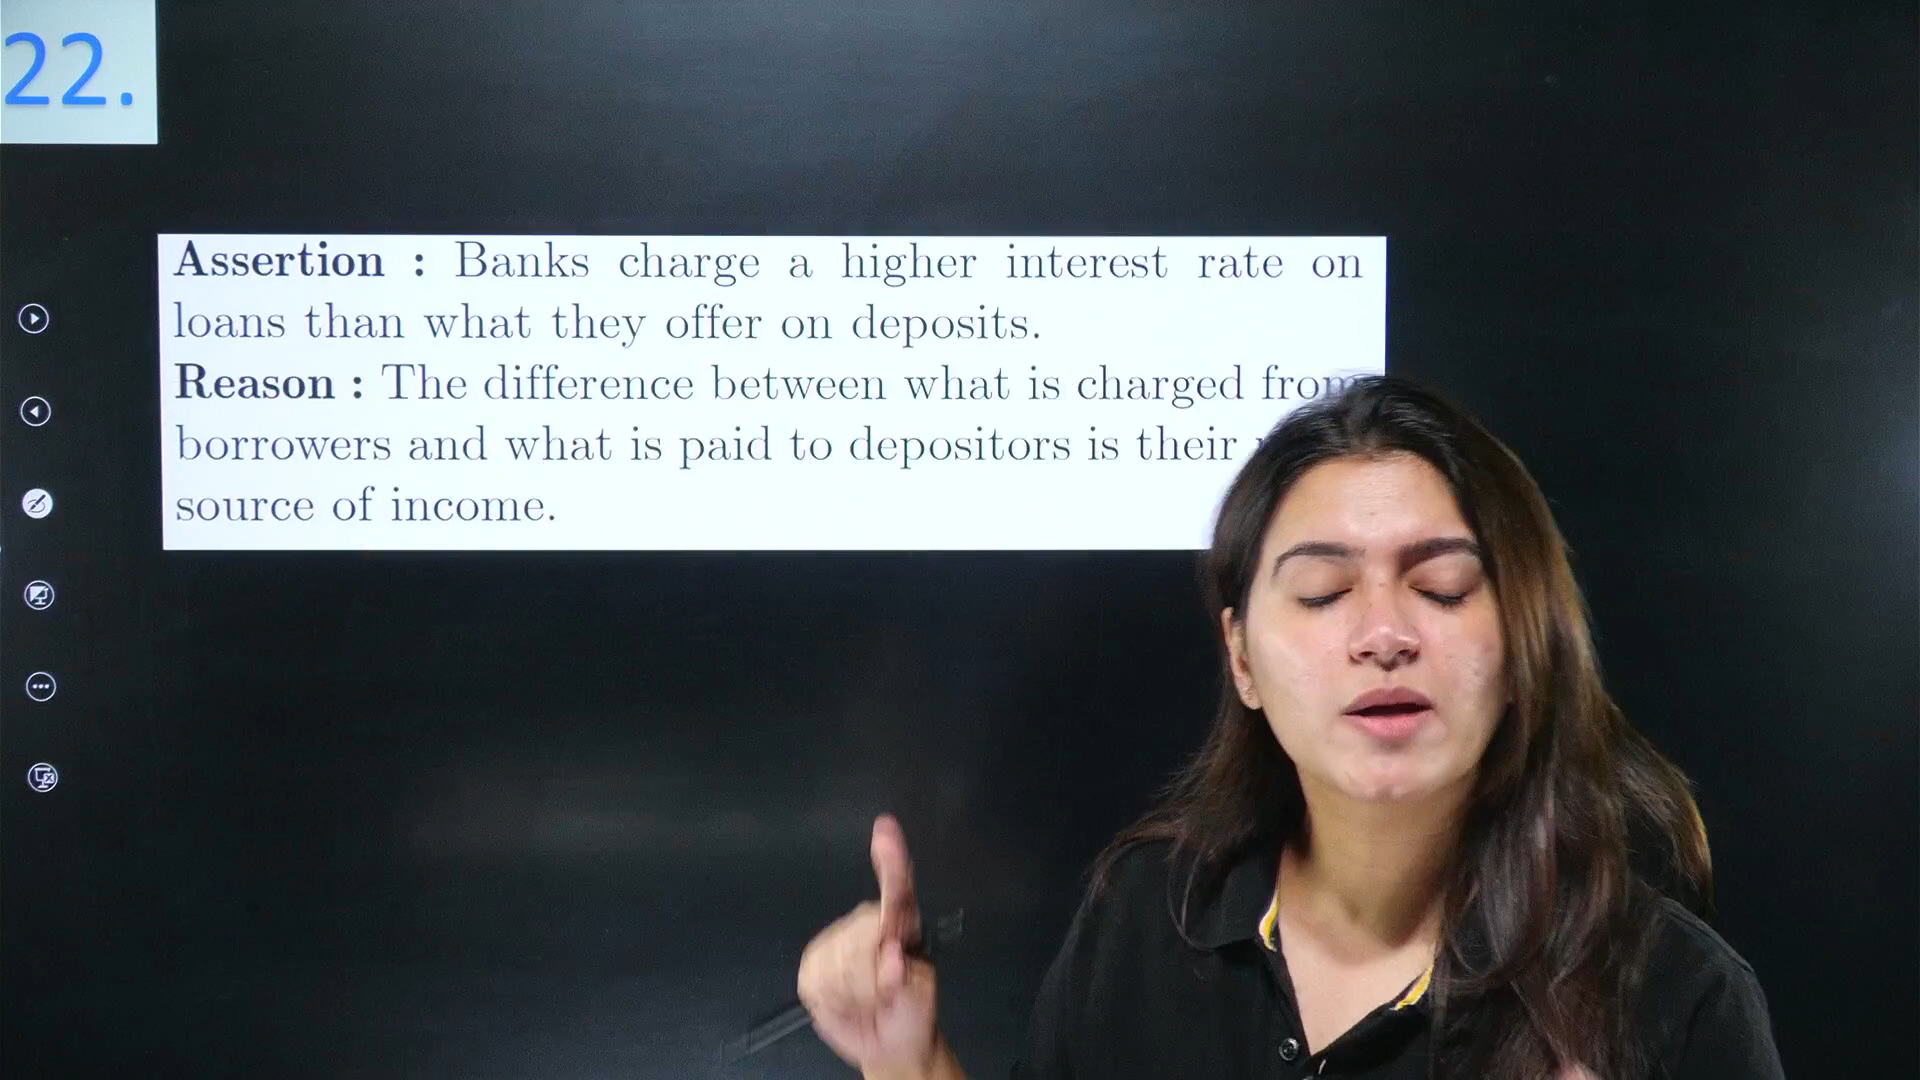 22.
Assertion : Banks charge a higher interest rate on
loans than what they offer on deposits.
Reason : The difference between what is charged from
borrowers and what is paid to depositors is their
source of income.